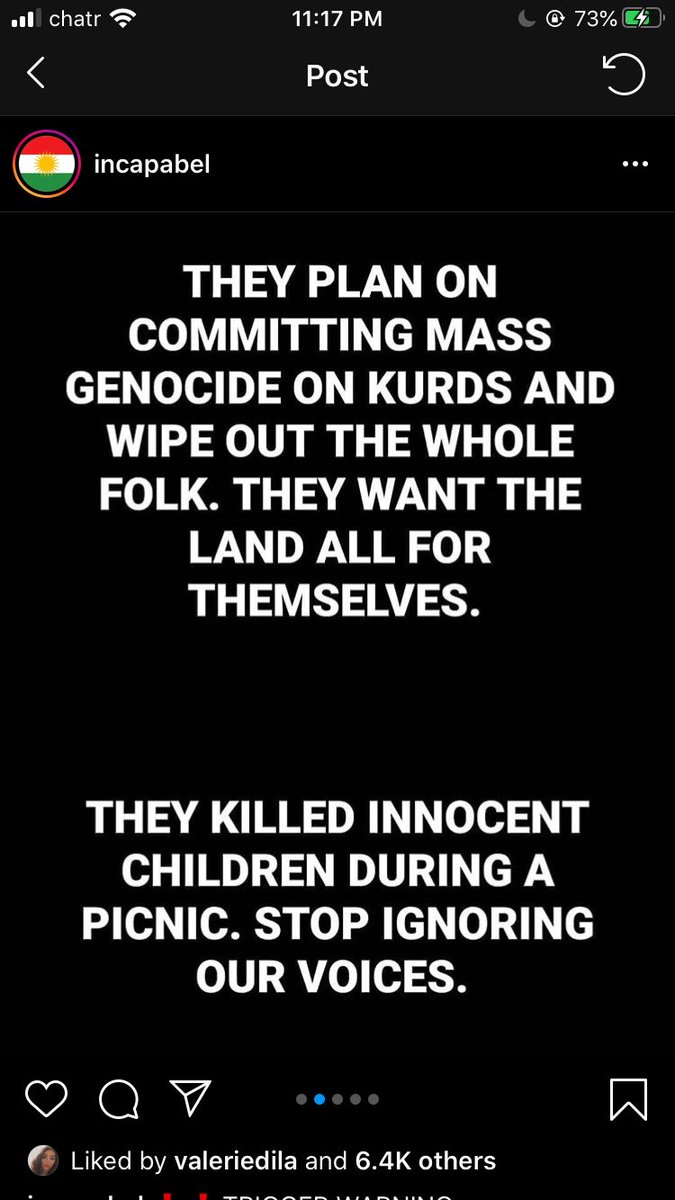 chatr 11:17 PM 73%
Post
incapabel
THEY PLAN ON
COMMITTING MASS
GENOCIDE ON KURDS AND
WIPE OUT THE WHOLE
FOLK. THEY WANT THE
LAND ALL FOR
THEMSELVES.
THEY KILLED INNOCENT
CHILDREN DURING A
PICNIC. STOP IGNORING
OUR VOICES.
Liked by valeriedila and 6.4K others
incapabel TRIGGER WARNING